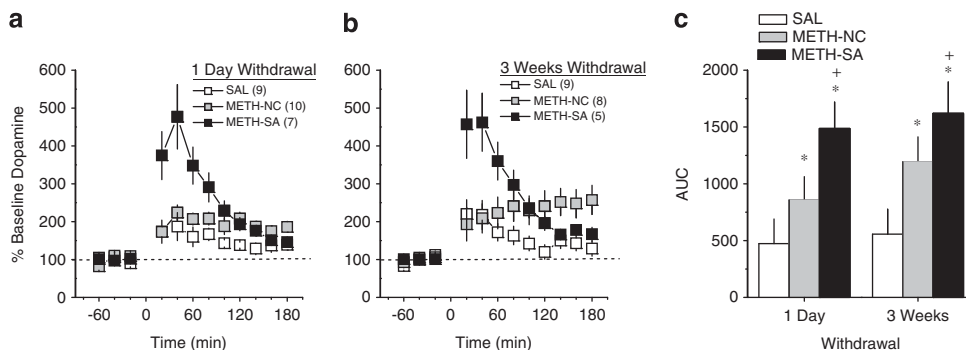 a
1 Day Withdrawal
SAL (9)
METH-NC (10)
METH-SA (7)
600
500
400
300
200
100
0
% Baseline Dopamine
-60
0
60
120
180
Time (min)
b
3 Weeks Withdrawal
SAL (9)
METH-NC (8)
METH-SA (5)
600
500
400
300
200
100
0
-60
0
60
120
180
Time (min)
c
SAL
METH-NC
METH-SA
2000
1500
1000
500
0
AUC
*
+
*
*
+
*
1 Day
3 Weeks
Withdrawal